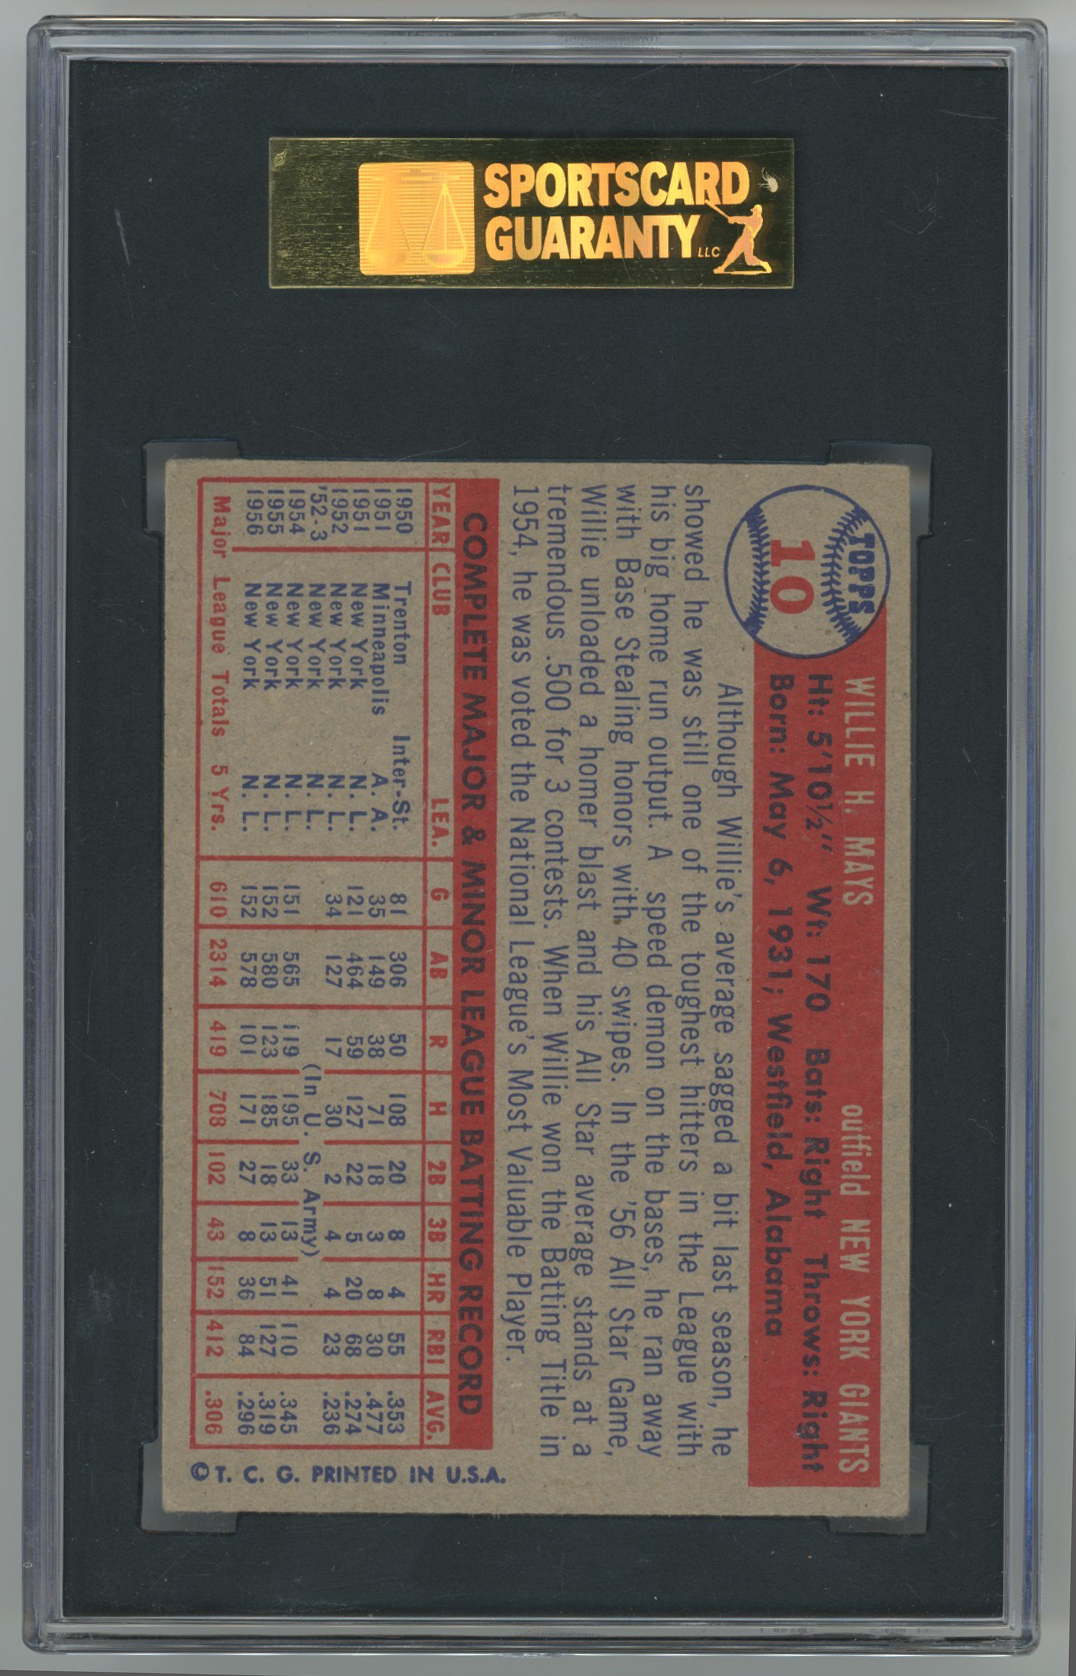 SPORTSCARD
GUARANTY LLC
TOPPS
10
WILLIE H. MAYS outfield NEW YORK GIANTS
Ht: 5'10½" Wt: 170 Bats: Right Throws: Right
Born: May 6, 1931; Westfield, Alabama
Although Willie's average sagged a bit last season, he
showed he was still one of the toughest hitters in the League with
his big home run output. A speed demon on the bases, he ran away
with Base Stealing honors with. 40 swipes. In the '56 All Star Game,
Willie unloaded a homer blast and his All Star average stands at a
tremendous .500 for 3 contests. When Willie won the Batting Title in
1954, he was voted the National League's Most Valuable Player.
COMPLETE MAJOR & MINOR LEAGUE BATTING RECORD
YEAR CLUB LEA. G AB R H 2B 3B HR RBI AVG.
1950 Trenton Inter-St. 81 306 50 108 20 8 4 55 .353
1951 Minneapolis A. A. 35 149 38 71 18 3 8 30 .477
1951 New York N. L. 121 464 59 127 22 5 20 68 .274
1952 New York N. L. 34 127 17 30 2 4 4 23 .236
'52-3 New York N. L. (In U. S. Army)
1954 New York N. L. 151 565 119 195 33 13 41 110 .345
1955 New York N. L. 152 580 123 185 18 13 51 127 .319
1956 New York N. L. 152 578 101 171 27 8 36 84 .296
Major League Totals 5 Yrs. 610 2314 419 708 102 43 152 412 .306
© T. C. G. PRINTED IN U.S.A.